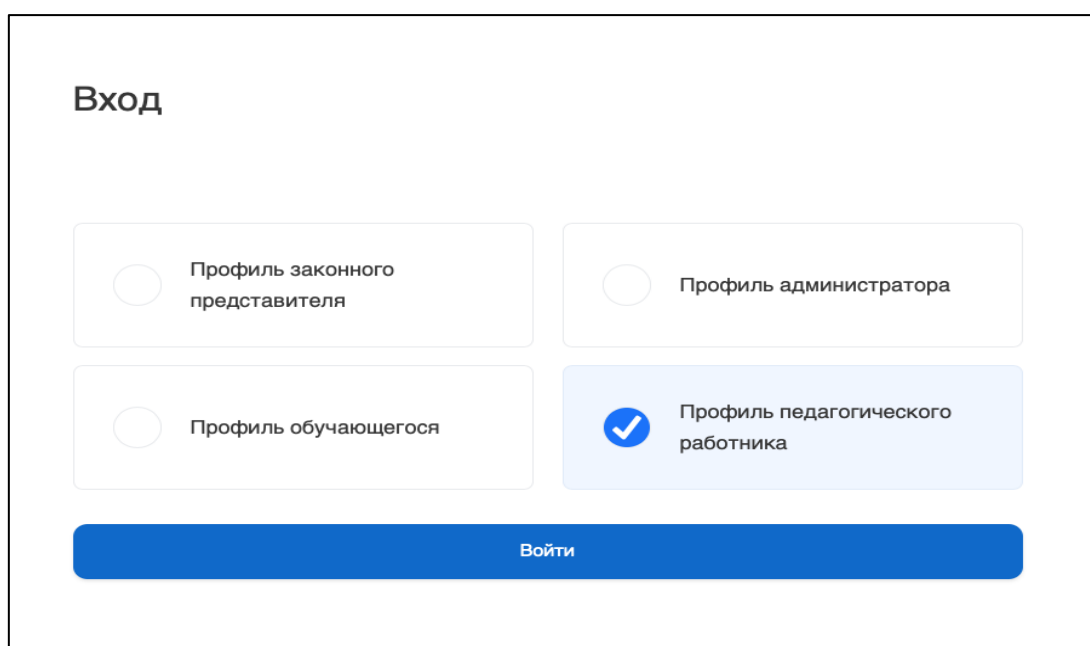 Вход
Профиль законного
представителя
Профиль администратора
Профиль обучающегося
Профиль педагогического
работника
Войти